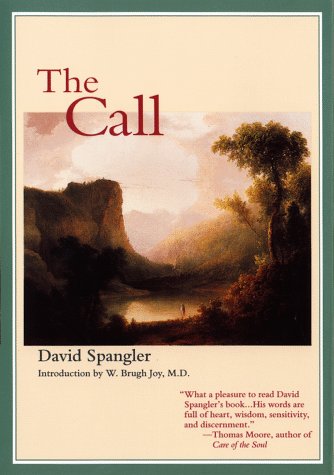 The
Call
David Spangler
Introduction by W. Brugh Joy, M.D.
"What a pleasure to read David
Spangler's book...His words are
full of heart, wisdom, sensitivity,
and discernment."
—Thomas Moore, author of
Care of the Soul